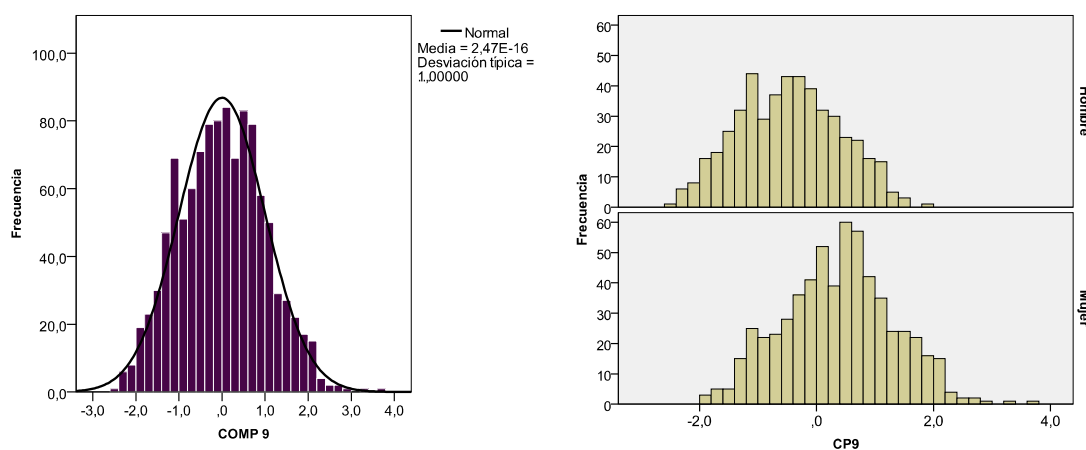 Normal
Media = 2,47E-16
Desviación típica =
1,00000
Frecuencia
100,0
80,0
60,0
40,0
20,0
0,0
-3,0 -2,0 -1,0 ,0 1,0 2,0 3,0 4,0
COMP 9
Frecuencia
60
50
40
30
20
10
0
Hombre
Frecuencia
60
50
40
30
20
10
0
Mujer
-2,0 ,0 2,0 4,0
CP9